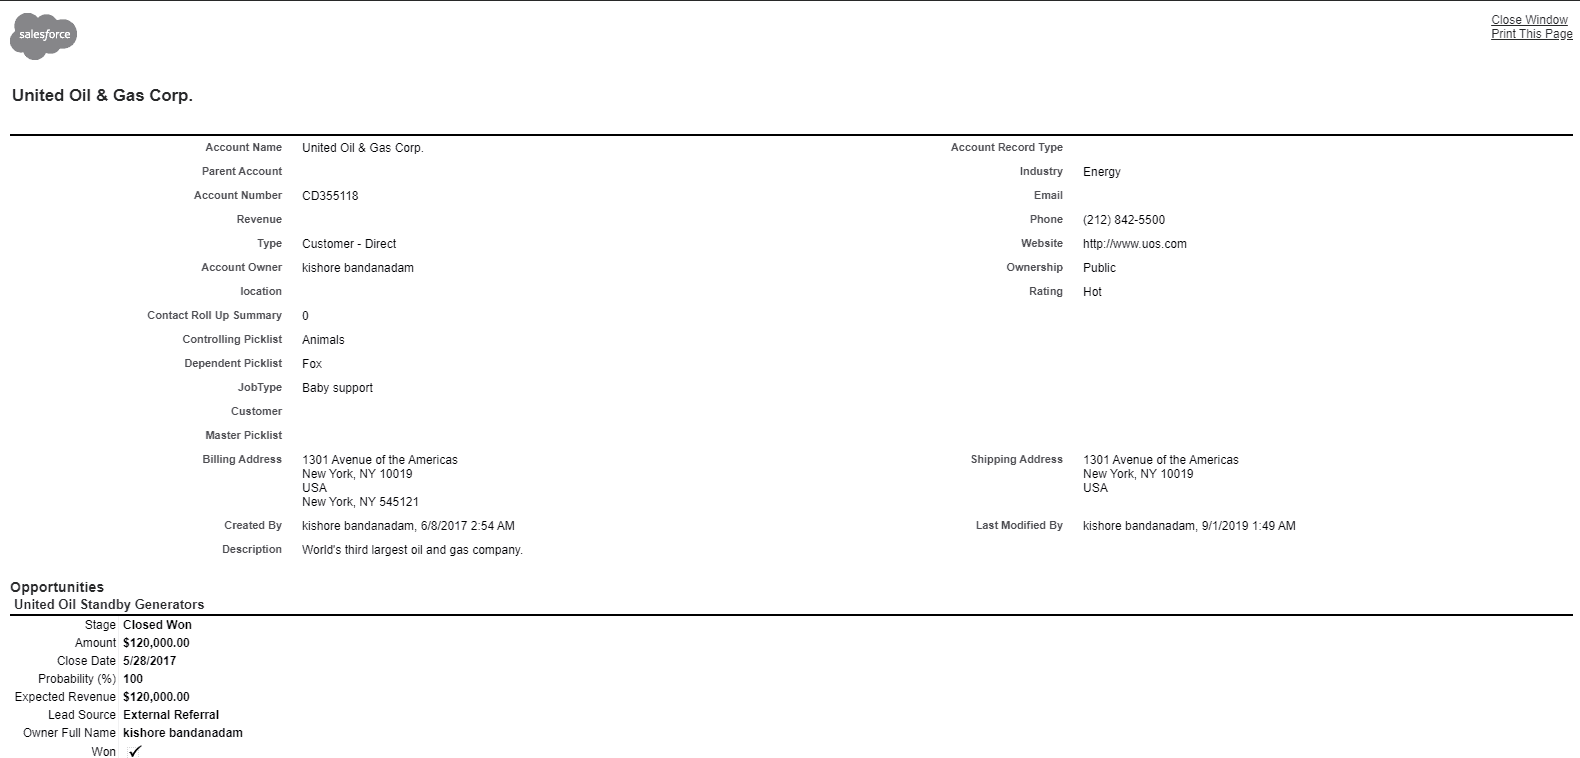 salesforce
Close Window
Print This Page
United Oil & Gas Corp.
Account Name United Oil & Gas Corp. Account Record Type
Parent Account Industry Energy
Account Number CD355118 Email
Revenue Phone (212) 842-5500
Type Customer - Direct Website http://www.uos.com
Account Owner kishore bandanadam Ownership Public
location Rating Hot
Contact Roll Up Summary 0
Controlling Picklist Animals
Dependent Picklist Fox
JobType Baby support
Customer
Master Picklist
Billing Address 1301 Avenue of the Americas Shipping Address 1301 Avenue of the Americas
New York, NY 10019 New York, NY 10019
USA USA
New York, NY 545121
Created By kishore bandanadam, 6/8/2017 2:54 AM Last Modified By kishore bandanadam, 9/1/2019 1:49 AM
Description World's third largest oil and gas company.
Opportunities
United Oil Standby Generators
Stage Closed Won
Amount $120,000.00
Close Date 5/28/2017
Probability (%) 100
Expected Revenue $120,000.00
Lead Source External Referral
Owner Full Name kishore bandanadam
Won ✓